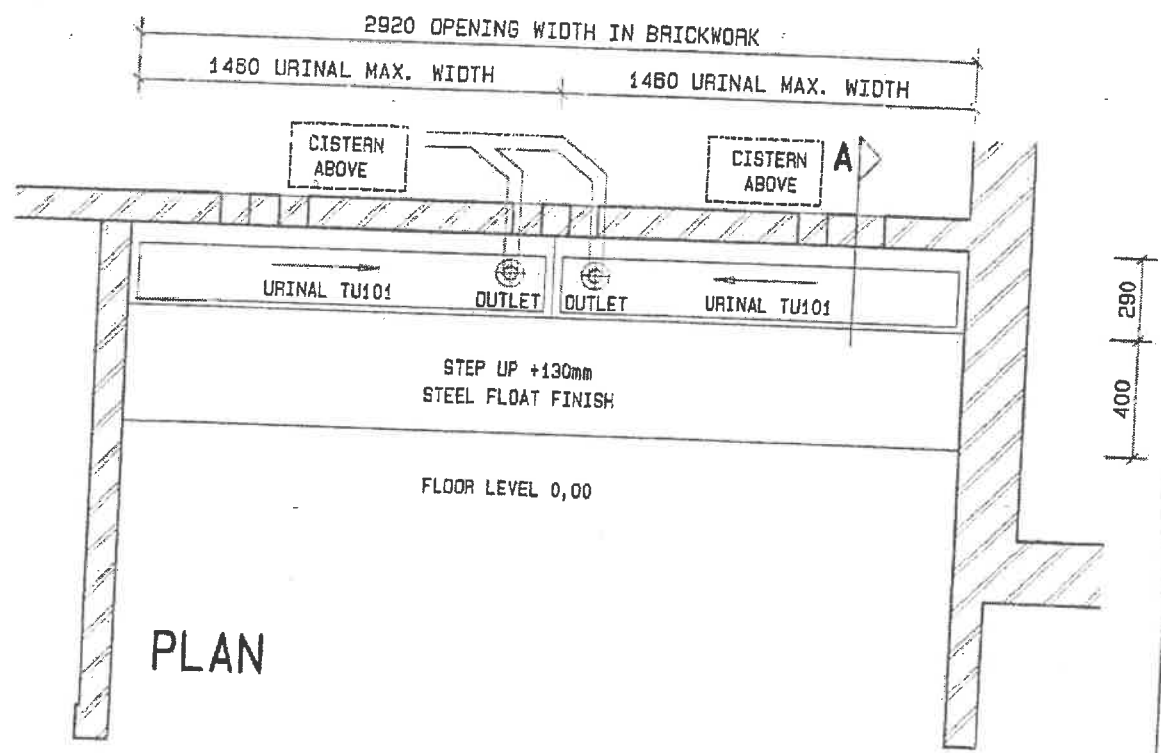 2920 OPENING WIDTH IN BRICKWORK
1460 URINAL MAX. WIDTH
1460 URINAL MAX. WIDTH
CISTERN
ABOVE
CISTERN
ABOVE
A
URINAL TU101
OUTLET
OUTLET
URINAL TU101
290
STEP UP +130mm
STEEL FLOAT FINISH
400
FLOOR LEVEL 0,00
PLAN